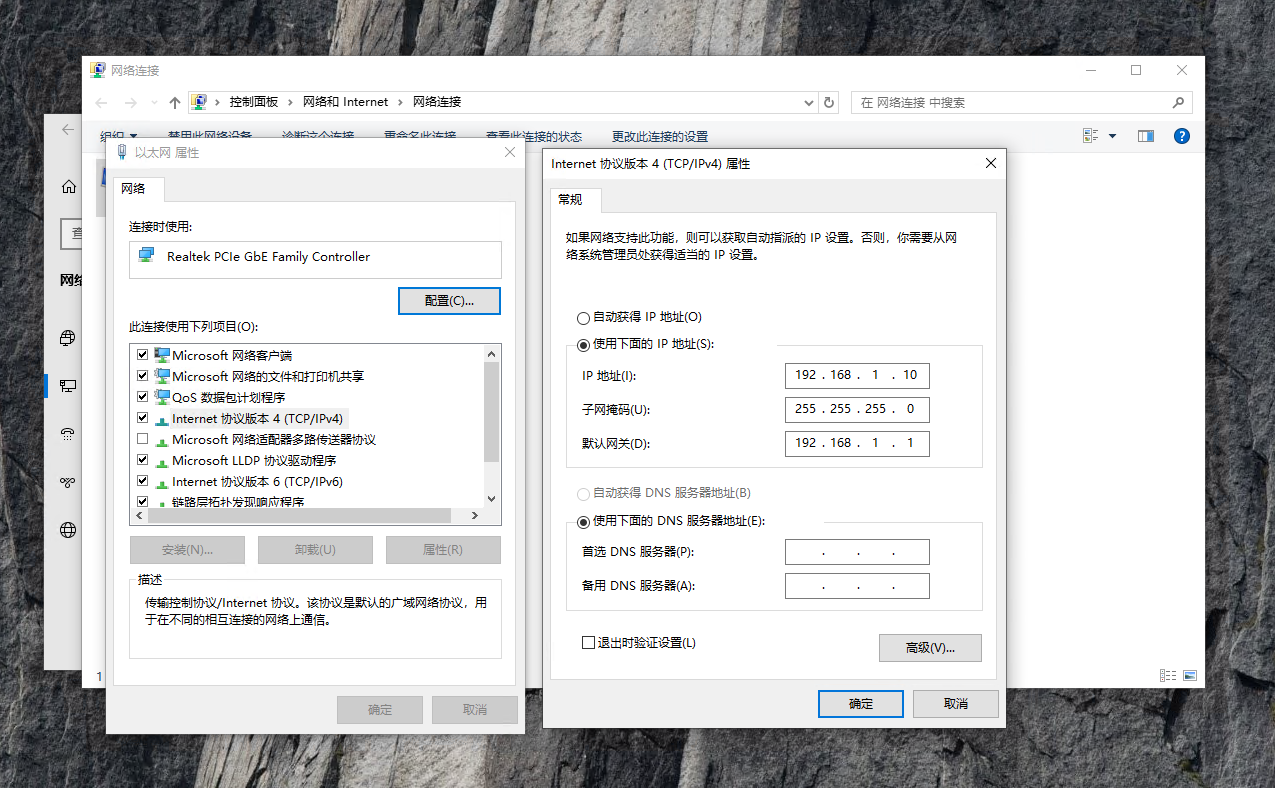 网络连接
控制面板 › 网络和 Internet › 网络连接
在 网络连接 中搜索
组织 禁用此网络设备 诊断这个连接 重命名此连接 查看此连接的状态 更改此连接的设置
查
网络
1
以太网 属性
网络
连接时使用:
Realtek PCIe GbE Family Controller
配置(C)...
此连接使用下列项目(O):
Microsoft 网络客户端
Microsoft 网络的文件和打印机共享
QoS 数据包计划程序
Internet 协议版本 4 (TCP/IPv4)
Microsoft 网络适配器多路传送器协议
Microsoft LLDP 协议驱动程序
Internet 协议版本 6 (TCP/IPv6)
链路层拓扑发现响应程序
安装(N)... 卸载(U) 属性(R)
描述
传输控制协议/Internet 协议。该协议是默认的广域网络协议，用
于在不同的相互连接的网络上通信。
确定 取消
Internet 协议版本 4 (TCP/IPv4) 属性
常规
如果网络支持此功能，则可以获取自动指派的 IP 设置。否则，你需要从网
络系统管理员处获得适当的 IP 设置。
自动获得 IP 地址(O)
使用下面的 IP 地址(S):
IP 地址(I): 192 . 168 . 1 . 10
子网掩码(U): 255 . 255 . 255 . 0
默认网关(D): 192 . 168 . 1 . 1
自动获得 DNS 服务器地址(B)
使用下面的 DNS 服务器地址(E):
首选 DNS 服务器(P): . . .
备用 DNS 服务器(A): . . .
退出时验证设置(L)
高级(V)...
确定 取消